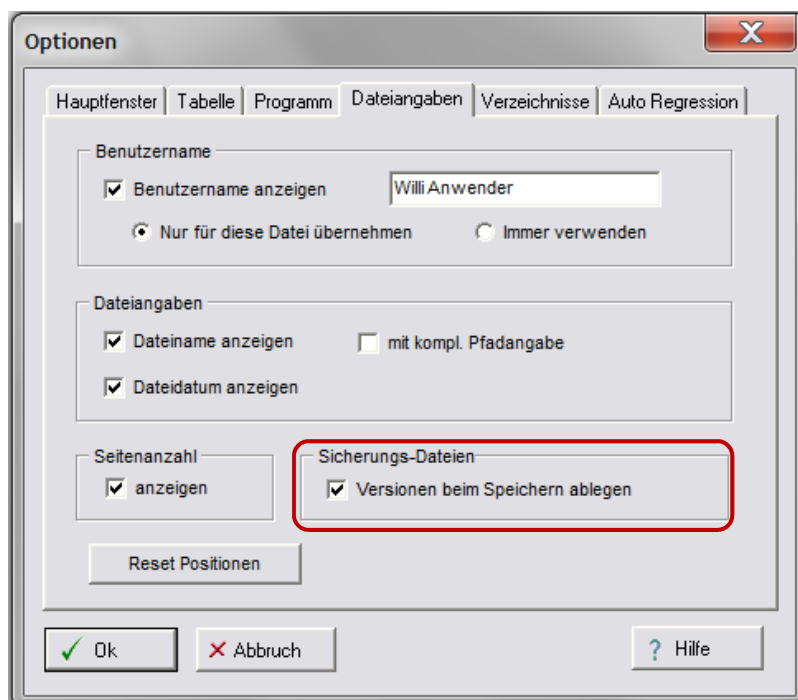 Optionen
Hauptfenster Tabelle Programm Dateiangaben Verzeichnisse Auto Regression
Benutzername
Benutzername anzeigen Willi Anwender
Nur für diese Datei übernehmen Immer verwenden
Dateiangaben
Dateiname anzeigen mit kompl. Pfadangabe
Dateidatum anzeigen
Seitenanzahl Sicherungs-Dateien
anzeigen Versionen beim Speichern ablegen
Reset Positionen
Ok Abbruch ? Hilfe